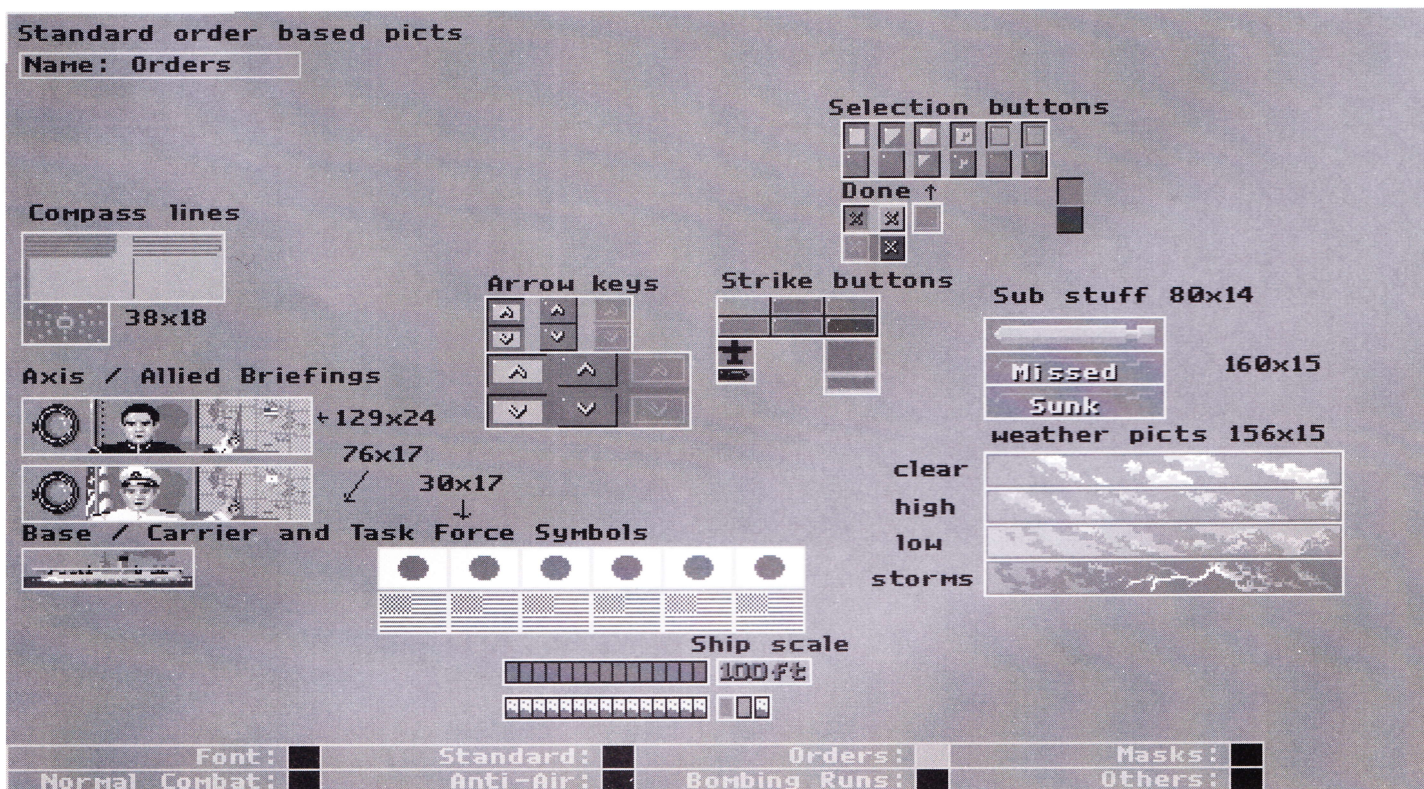 Standard order based picts
Name: Orders
Selection buttons
Done ↑
Compass lines
38x18
Arrow keys
Strike buttons
Sub stuff 80x14
Missed
160x15
Sunk
Axis / Allied Briefings
←129x24
76x17
30x17
Weather picts 156x15
clear
high
low
storms
Base / Carrier and Task Force Symbols
Ship scale
100ft
Font: Standard: Orders: Masks:
Normal Combat: Anti-Air: Bombing Runs: Others: